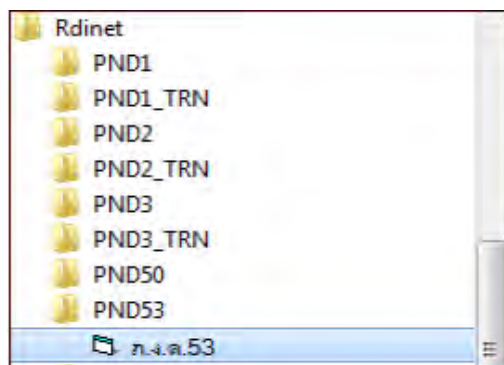 Rdinet
PND1
PND1_TRN
PND2
PND2_TRN
PND3
PND3_TRN
PND50
PND53
ภ.ง.ด.53